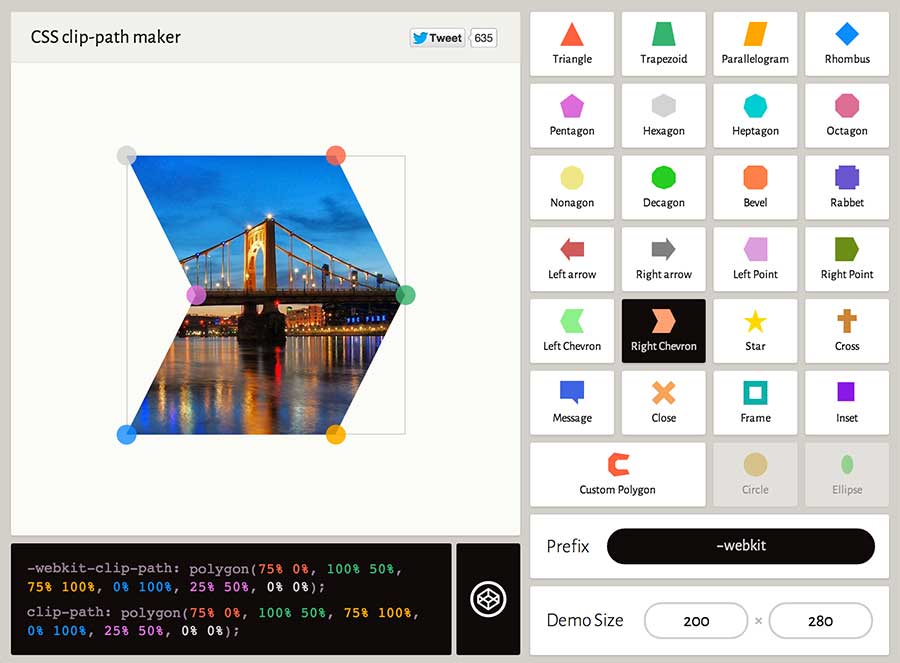 CSS clip-path maker
Tweet 635
Triangle Trapezoid Parallelogram Rhombus
Pentagon Hexagon Heptagon Octagon
Nonagon Decagon Bevel Rabbet
Left arrow Right arrow Left Point Right Point
Left Chevron Right Chevron Star Cross
Message Close Frame Inset
Custom Polygon Circle Ellipse
Prefix -webkit
Demo Size 200 × 280
-webkit-clip-path: polygon(75% 0%, 100% 50%,
75% 100%, 0% 100%, 25% 50%, 0% 0%);
clip-path: polygon(75% 0%, 100% 50%, 75% 100%,
0% 100%, 25% 50%, 0% 0%);